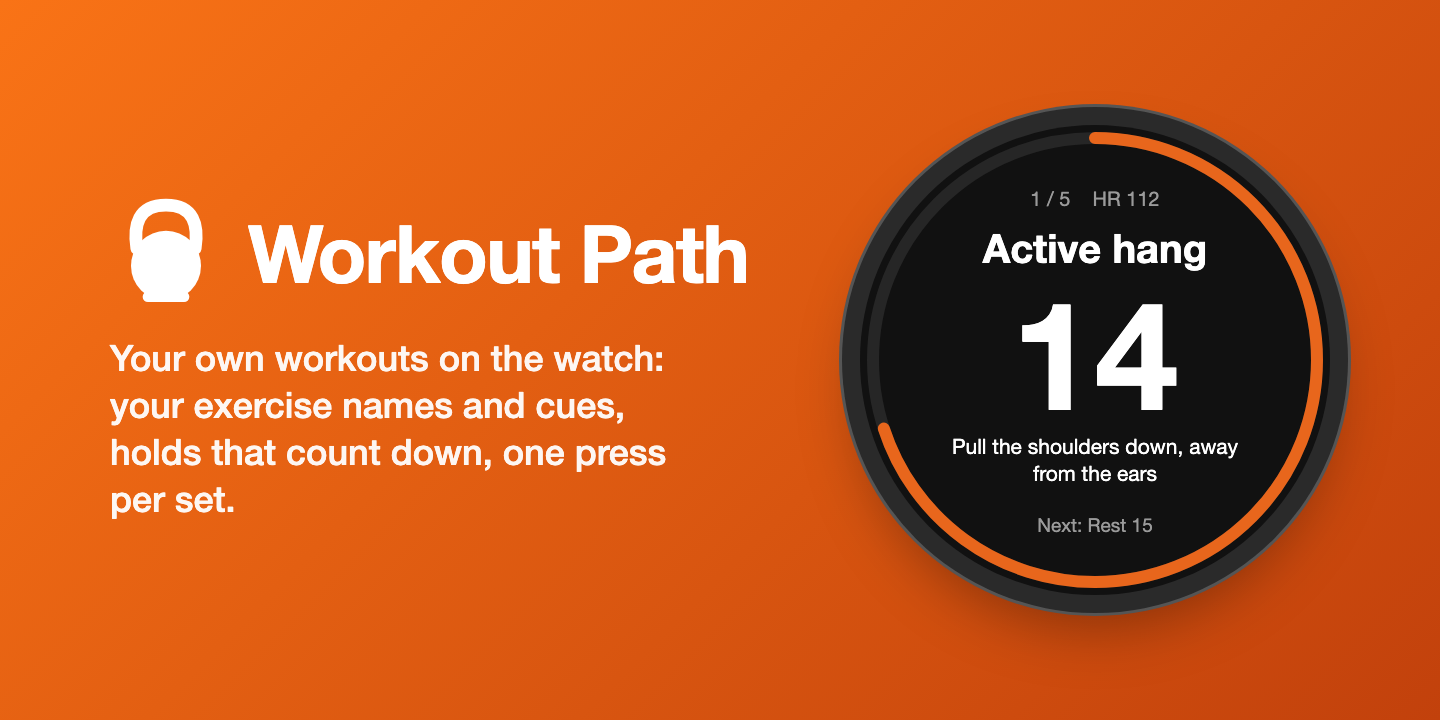 Workout Path
Your own workouts on the watch:
your exercise names and cues,
holds that count down, one press
per set.
1 / 5 HR 112
Active hang
14
Pull the shoulders down, away
from the ears
Next: Rest 15